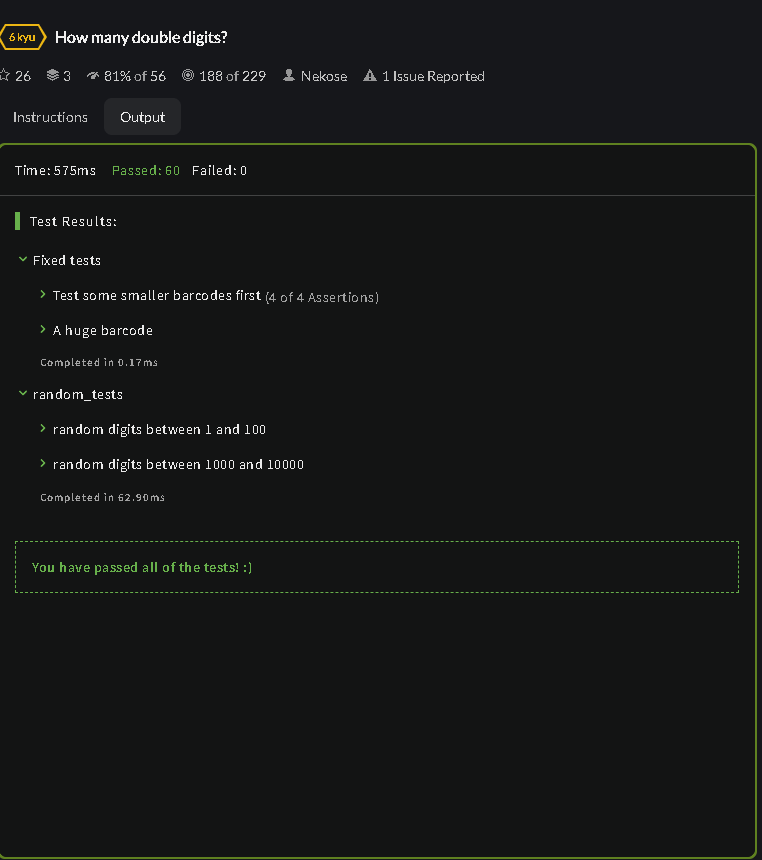 6 kyu How many double digits?
26 3 81% of 56 188 of 229 Nekose 1 Issue Reported
Instructions Output
Time: 575ms Passed: 60 Failed: 0
Test Results:
Fixed tests
Test some smaller barcodes first (4 of 4 Assertions)
A huge barcode
Completed in 0.17ms
random_tests
random digits between 1 and 100
random digits between 1000 and 10000
Completed in 62.90ms
You have passed all of the tests! :)